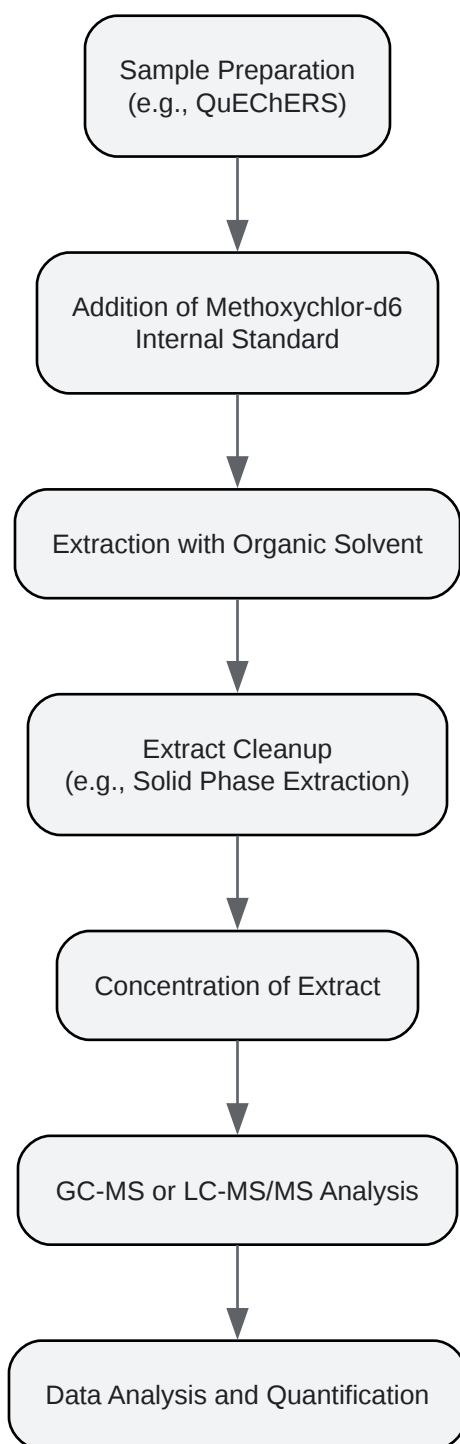 Sample Preparation
(e.g., QuEChERS)
Addition of Methoxychlor-d6
Internal Standard
Extraction with Organic Solvent
Extract Cleanup
(e.g., Solid Phase Extraction)
Concentration of Extract
GC-MS or LC-MS/MS Analysis
Data Analysis and Quantification